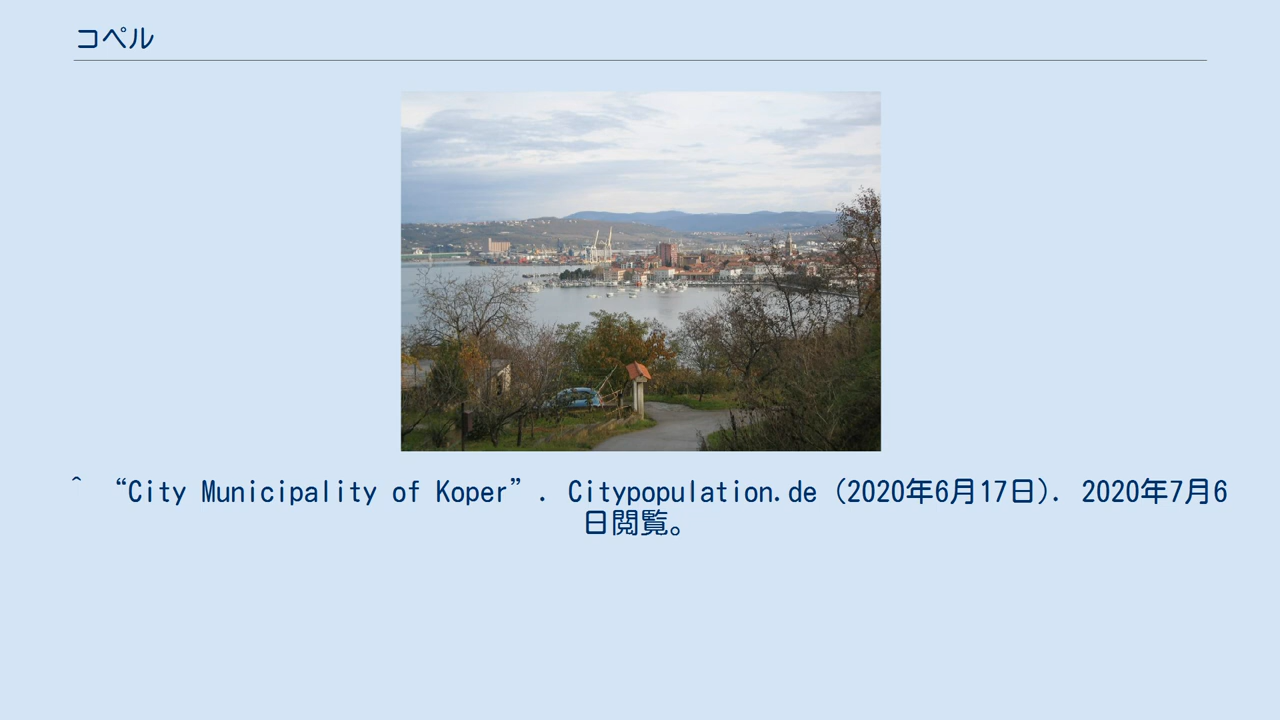 コペル
^ “City Municipality of Koper”. Citypopulation.de (2020年6月17日). 2020年7月6
日閲覧。